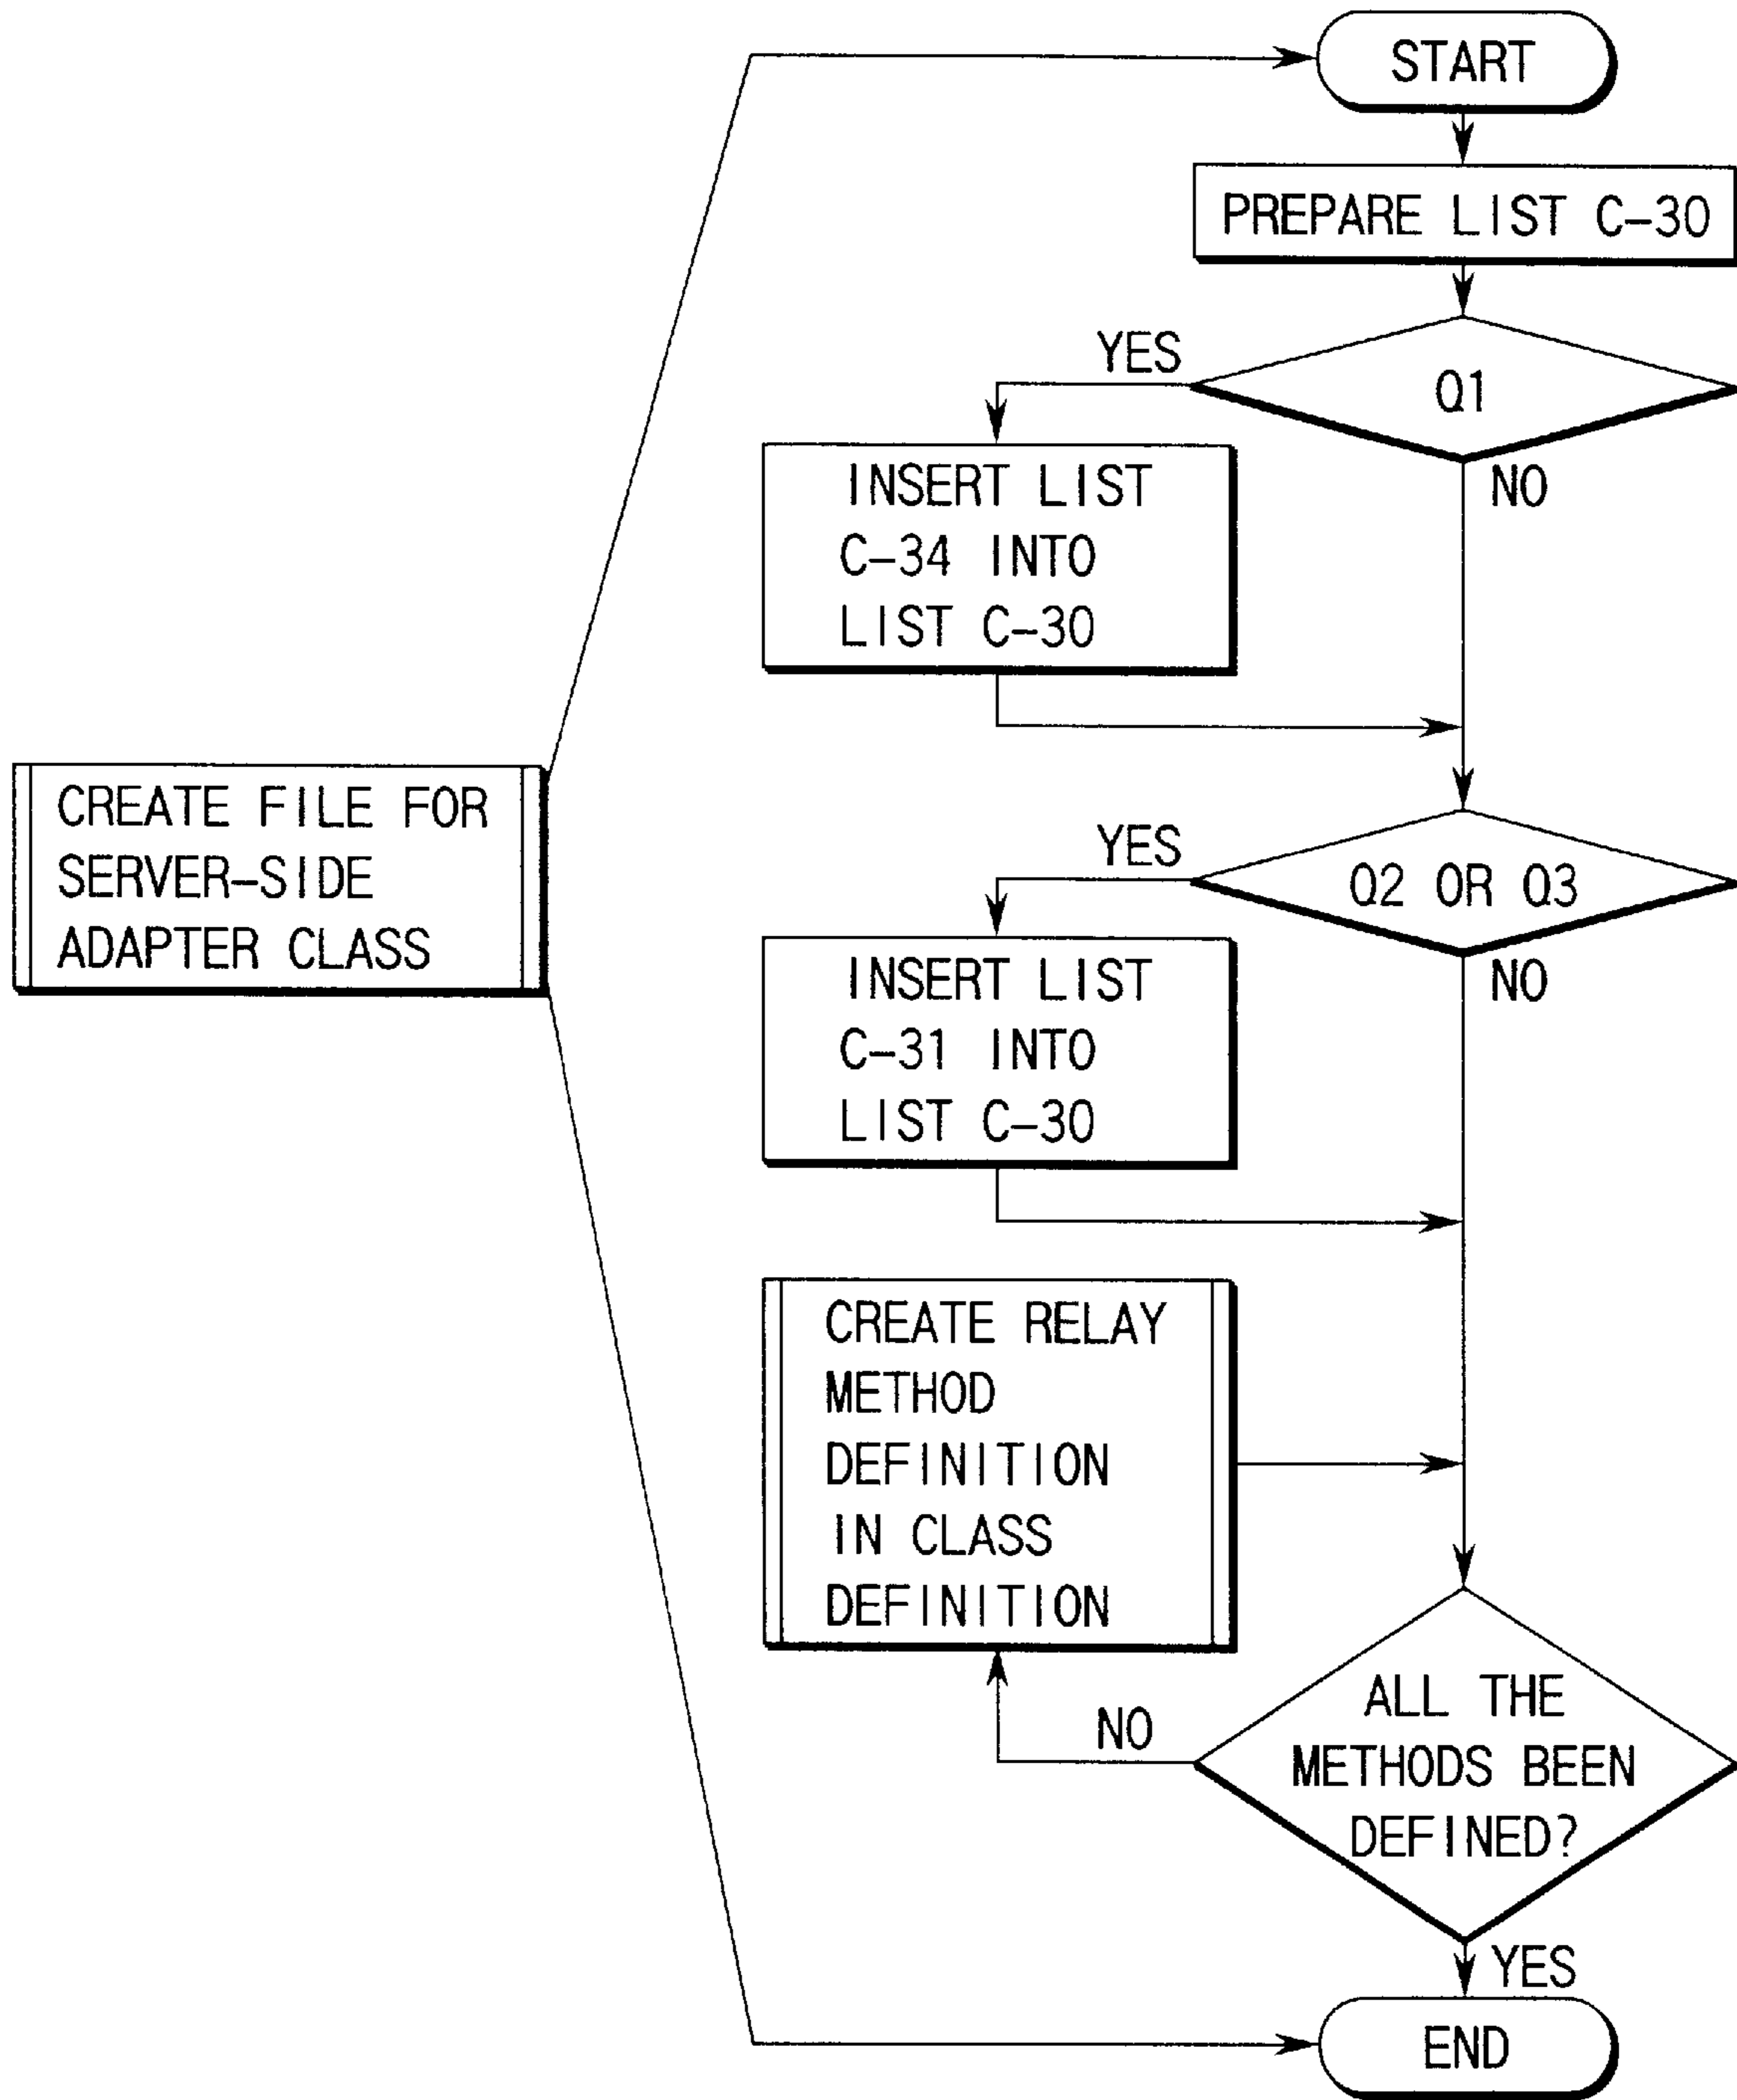 START
PREPARE LIST C-30
YES
Q1
NO
INSERT LIST
C-34 INTO
LIST C-30
CREATE FILE FOR
SERVER-SIDE
ADAPTER CLASS
YES
Q2 OR Q3
NO
INSERT LIST
C-31 INTO
LIST C-30
CREATE RELAY
METHOD
DEFINITION
IN CLASS
DEFINITION
NO
ALL THE
METHODS BEEN
DEFINED?
YES
END